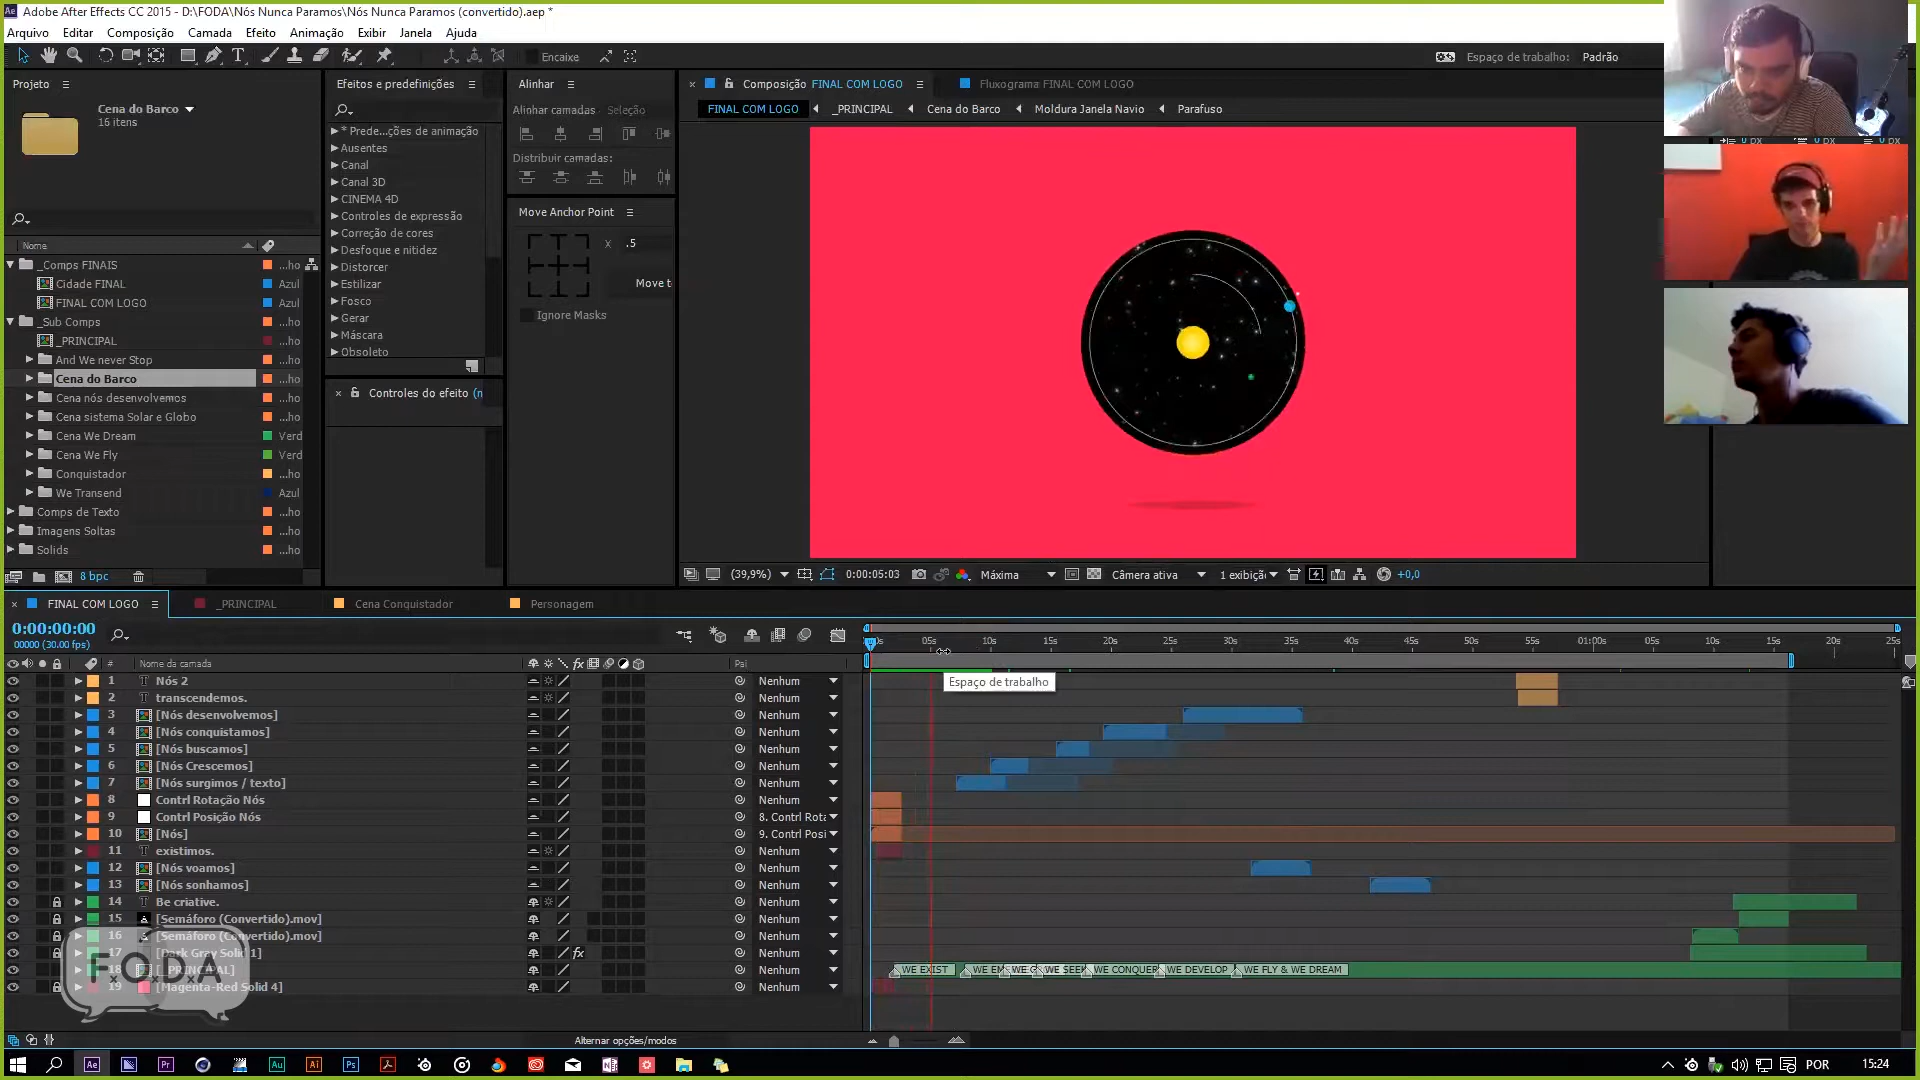 Adobe After Effects CC 2015 - D:\FODA\Nós Nunca Paramos\Nós Nunca Paramos (convertido).aep *
Arquivo Editar Composição Camada Efeito Animação Exibir Janela Ajuda
Encaixe
Espaço de trabalho: Padrão
Projeto
Cena do Barco
16 itens
Nome
_Comps FINAIS ...ho
Cidade FINAL Azul
FINAL COM LOGO Azul
_Sub Comps ...ho
_PRINCIPAL ...ho
And We never Stop ...ho
Cena do Barco ...ho
Cena nós desenvolvemos ...ho
Cena sistema Solar e Globo ...ho
Cena We Dream Verd
Cena We Fly Verd
Conquistador ...ho
We Transend Azul
Comps de Texto ...ho
Imagens Soltas ...ho
Solids ...ho
8 bpc
Efeitos e predefinições
* Prede...ções de animação
Ausentes
Canal
Canal 3D
CINEMA 4D
Controles de expressão
Correção de cores
Desfoque e nitidez
Distorcer
Estilizar
Fosco
Gerar
Máscara
Obsoleto
Controles do efeito (n
Alinhar
Alinhar camadas Seleção
Distribuir camadas:
Move Anchor Point
X .5
Move t
Ignore Masks
Composição FINAL COM LOGO
Fluxograma FINAL COM LOGO
FINAL COM LOGO _PRINCIPAL Cena do Barco Moldura Janela Navio Parafuso
0 DX 0 DX 0 DX
(39,9%) 0:00:05:03 Máxima Câmera ativa 1 exibiçã +0,0
FINAL COM LOGO _PRINCIPAL Cena Conquistador Personagem
0:00:00:00
00000 (30.00 fps)
05s 10s 15s 20s 25s 30s 35s 40s 45s 50s 55s 01:00s 05s 10s 15s 20s 25s
# Nome da camada fx Pai
Espaço de trabalho
1 Nós 2 Nenhum
2 transcendemos. Nenhum
3 [Nós desenvolvemos] Nenhum
4 [Nós conquistamos] Nenhum
5 [Nós buscamos] Nenhum
6 [Nós Crescemos] Nenhum
7 [Nós surgimos / texto] Nenhum
8 Contrl Rotação Nós Nenhum
9 Contrl Posição Nós 8. Contrl Rota
10 [Nós] 9. Contrl Posi
11 existimos. Nenhum
12 [Nós voamos] Nenhum
13 [Nós sonhamos] Nenhum
14 Be criative. Nenhum
15 [Semáforo (Convertido).mov] Nenhum
16 [Semáforo (Convertido).mov] Nenhum
17 [Dark Gray Solid 1] fx Nenhum
18 [_PRINCIPAL] Nenhum
19 [Magenta-Red Solid 4] Nenhum
WE EXIST WE EM WE G WE SEEK WE CONQUER WE DEVELOP WE FLY & WE DREAM
FODA
Alternar opções/modos
POR 15:24